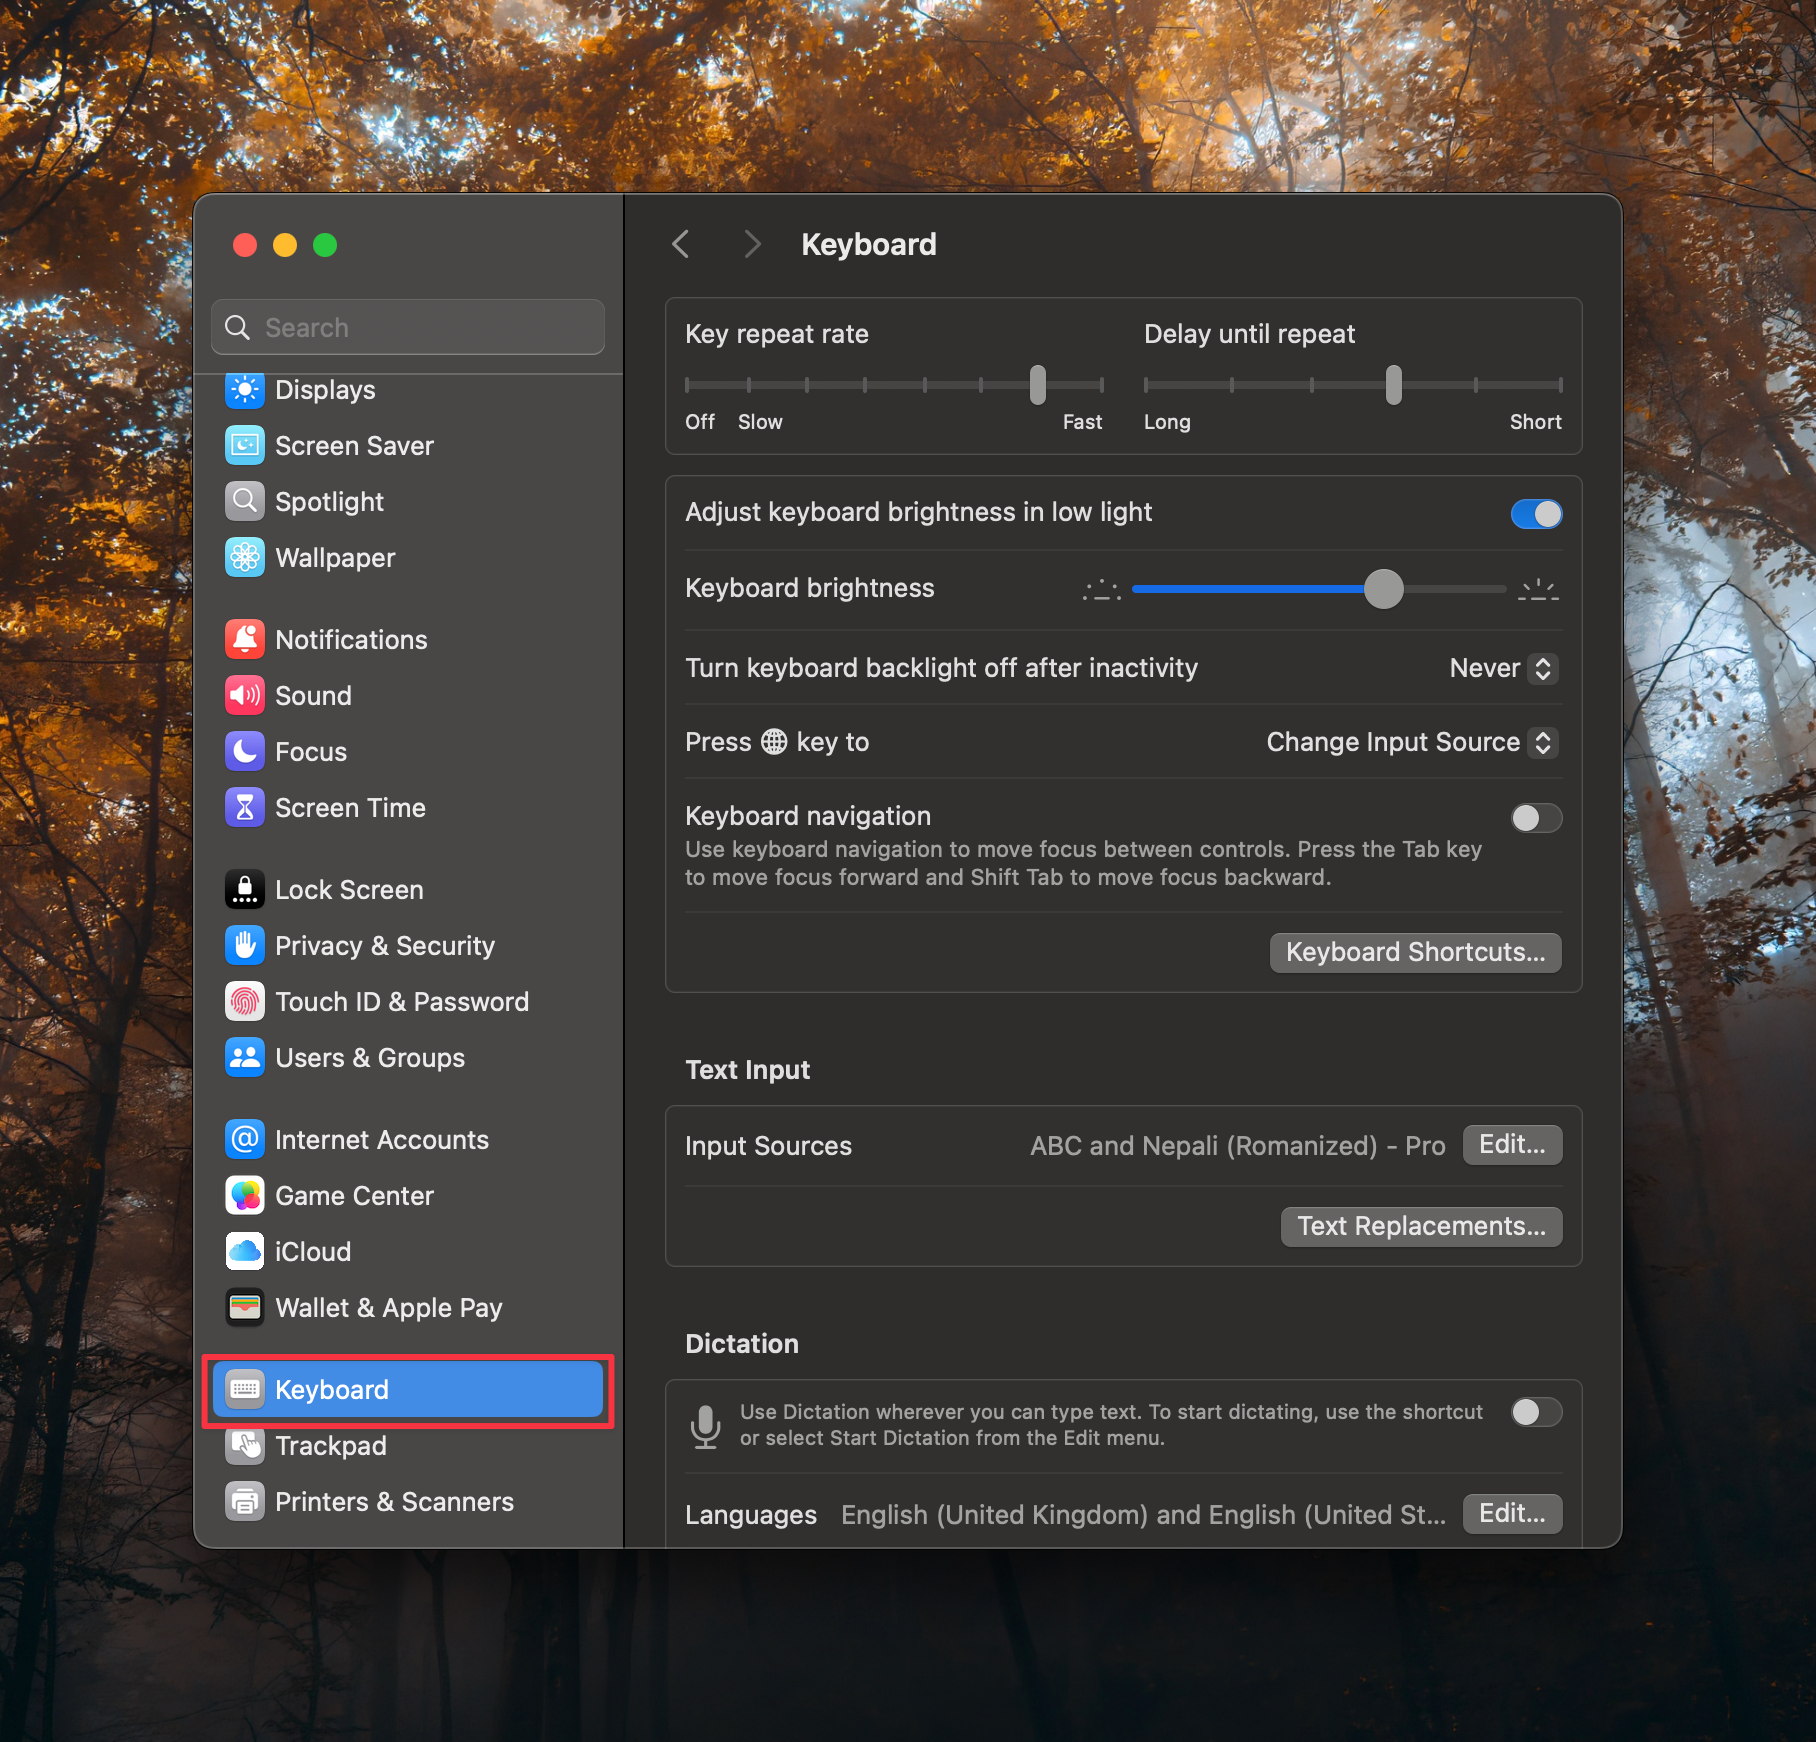 Search
Displays
Screen Saver
Spotlight
Wallpaper
Notifications
Sound
Focus
Screen Time
Lock Screen
Privacy & Security
Touch ID & Password
Users & Groups
Internet Accounts
Game Center
iCloud
Wallet & Apple Pay
Keyboard
Trackpad
Printers & Scanners
Keyboard
Key repeat rate
Off Slow Fast
Delay until repeat
Long Short
Adjust keyboard brightness in low light
Keyboard brightness
Turn keyboard backlight off after inactivity Never
Press key to Change Input Source
Keyboard navigation
Use keyboard navigation to move focus between controls. Press the Tab key
to move focus forward and Shift Tab to move focus backward.
Keyboard Shortcuts...
Text Input
Input Sources ABC and Nepali (Romanized) - Pro Edit...
Text Replacements...
Dictation
Use Dictation wherever you can type text. To start dictating, use the shortcut
or select Start Dictation from the Edit menu.
Languages English (United Kingdom) and English (United St... Edit...